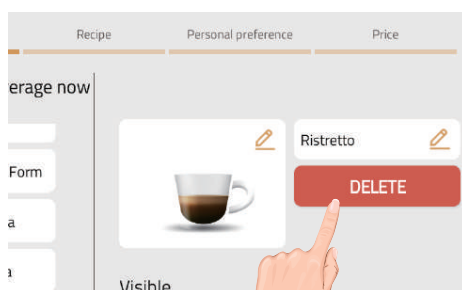 Recipe Personal preference Price
erage now
Ristretto
DELETE
Form
a
a
Visible